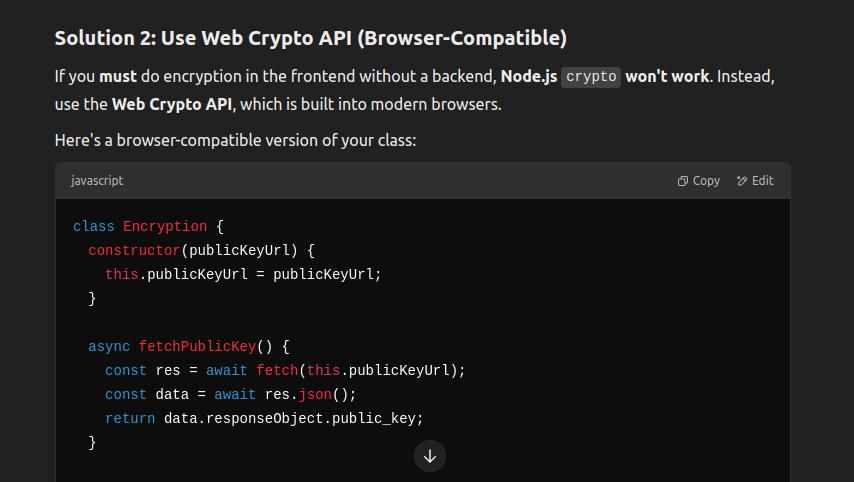 Solution 2: Use Web Crypto API (Browser-Compatible)
If you must do encryption in the frontend without a backend, Node.js crypto won't work. Instead,
use the Web Crypto API, which is built into modern browsers.
Here's a browser-compatible version of your class:
javascript Copy Edit
class Encryption {
  constructor(publicKeyUrl) {
    this.publicKeyUrl = publicKeyUrl;
  }
  async fetchPublicKey() {
    const res = await fetch(this.publicKeyUrl);
    const data = await res.json();
    return data.responseObject.public_key;
  }